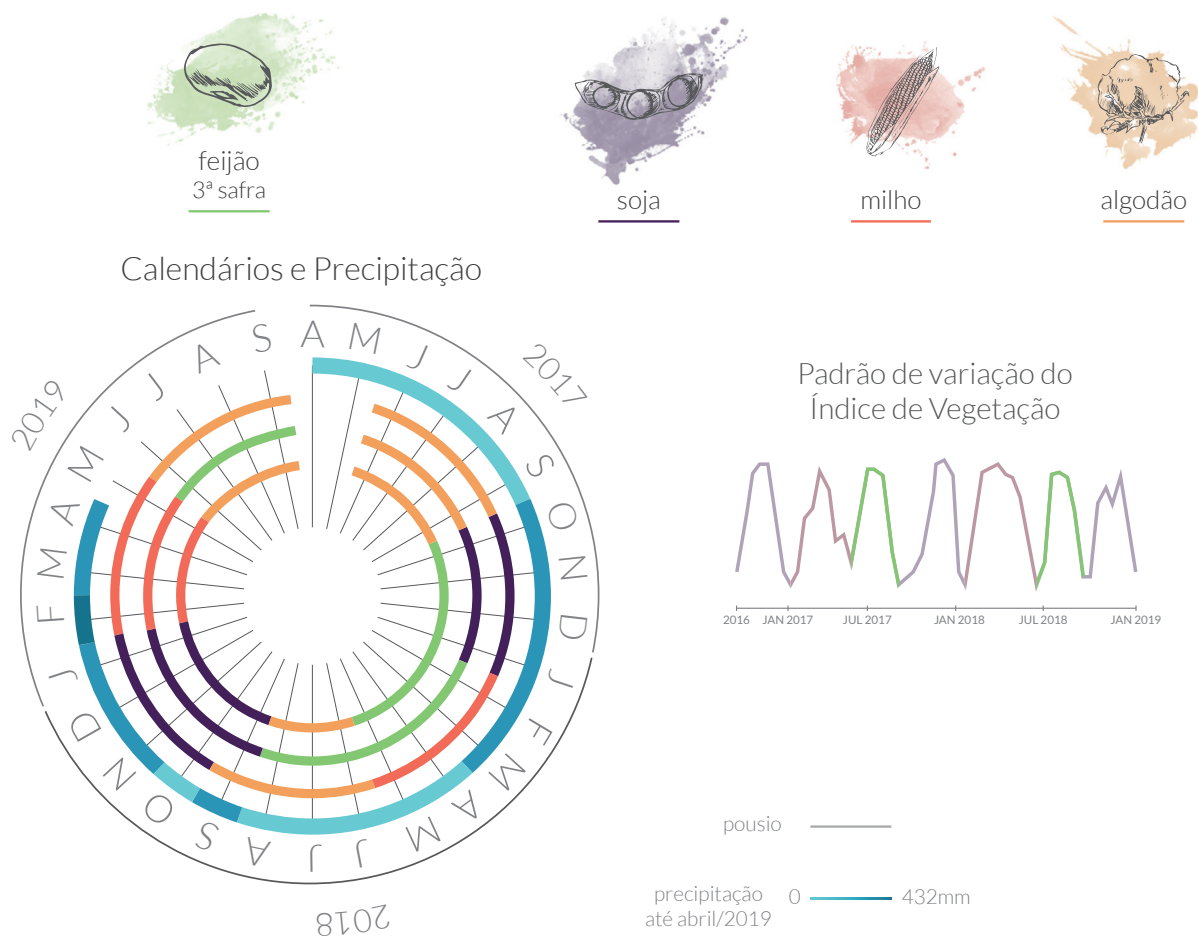 feijão
3ª safra
soja
milho
algodão
Calendários e Precipitação
A M J J A S O N D J F M A M J J A S O N D J F M A M J J A S
2017
2018
2019
Padrão de variação do
Índice de Vegetação
2016 JAN 2017 JUL 2017 JAN 2018 JUL 2018 JAN 2019
pousio
precipitação
até abril/2019
0 432mm